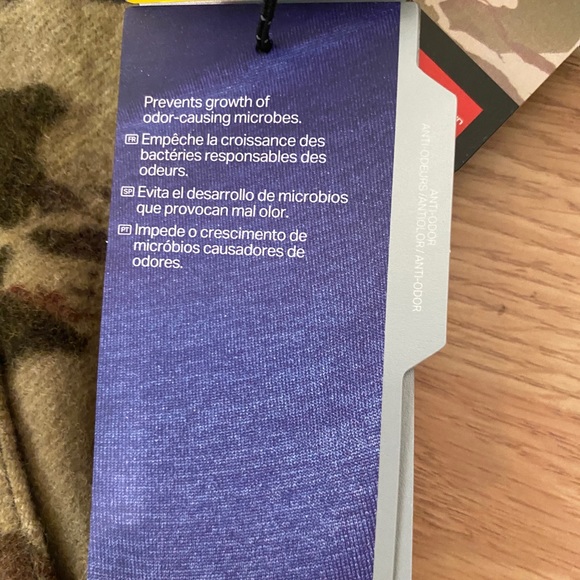 Prevents growth of
odor-causing microbes.
FR Empêche la croissance des
bactéries responsables des
odeurs.
SP Evita el desarrollo de microbios
que provocan mal olor.
PT Impede o crescimento de
micróbios causadores de
odores.
ANTI-ODOR
ANTI-ODEURS / ANTIOLOR / ANTI-ODOR